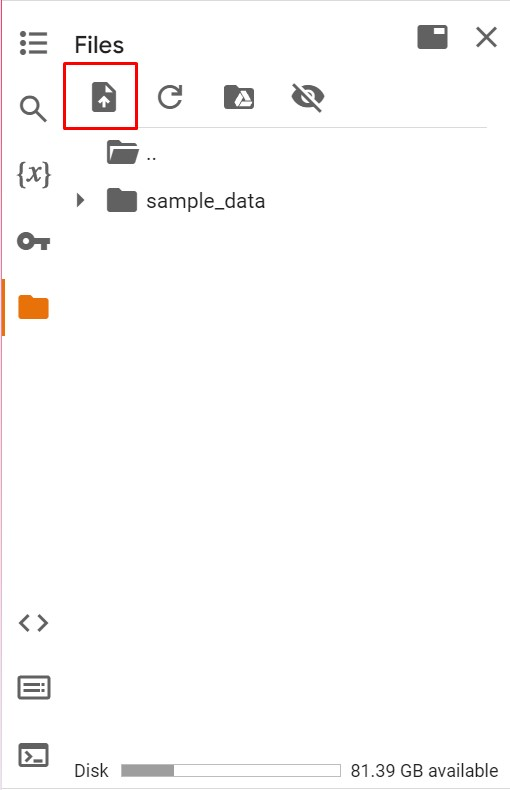 Files
{x}
..
sample_data
Disk 81.39 GB available